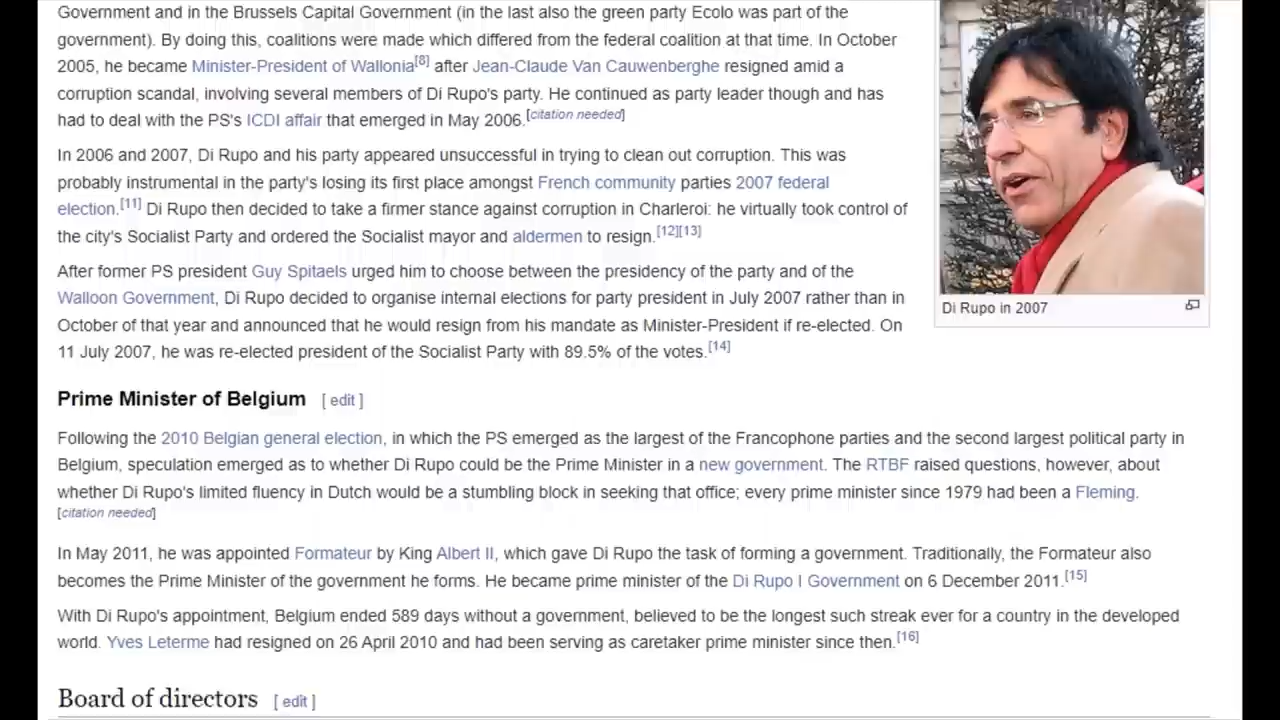 Government and in the Brussels Capital Government (in the last also the green party Ecolo was part of the
government). By doing this, coalitions were made which differed from the federal coalition at that time. In October
2005, he became Minister-President of Wallonia[8] after Jean-Claude Van Cauwenberghe resigned amid a
corruption scandal, involving several members of Di Rupo's party. He continued as party leader though and has
had to deal with the PS's ICDI affair that emerged in May 2006.[citation needed]
In 2006 and 2007, Di Rupo and his party appeared unsuccessful in trying to clean out corruption. This was
probably instrumental in the party's losing its first place amongst French community parties 2007 federal
election.[11] Di Rupo then decided to take a firmer stance against corruption in Charleroi: he virtually took control of
the city's Socialist Party and ordered the Socialist mayor and aldermen to resign.[12][13]
After former PS president Guy Spitaels urged him to choose between the presidency of the party and of the
Walloon Government, Di Rupo decided to organise internal elections for party president in July 2007 rather than in
October of that year and announced that he would resign from his mandate as Minister-President if re-elected. On
11 July 2007, he was re-elected president of the Socialist Party with 89.5% of the votes.[14]
Di Rupo in 2007
Prime Minister of Belgium [ edit ]
Following the 2010 Belgian general election, in which the PS emerged as the largest of the Francophone parties and the second largest political party in
Belgium, speculation emerged as to whether Di Rupo could be the Prime Minister in a new government. The RTBF raised questions, however, about
whether Di Rupo's limited fluency in Dutch would be a stumbling block in seeking that office; every prime minister since 1979 had been a Fleming.
[citation needed]
In May 2011, he was appointed Formateur by King Albert II, which gave Di Rupo the task of forming a government. Traditionally, the Formateur also
becomes the Prime Minister of the government he forms. He became prime minister of the Di Rupo I Government on 6 December 2011.[15]
With Di Rupo's appointment, Belgium ended 589 days without a government, believed to be the longest such streak ever for a country in the developed
world. Yves Leterme had resigned on 26 April 2010 and had been serving as caretaker prime minister since then.[16]
Board of directors [ edit ]